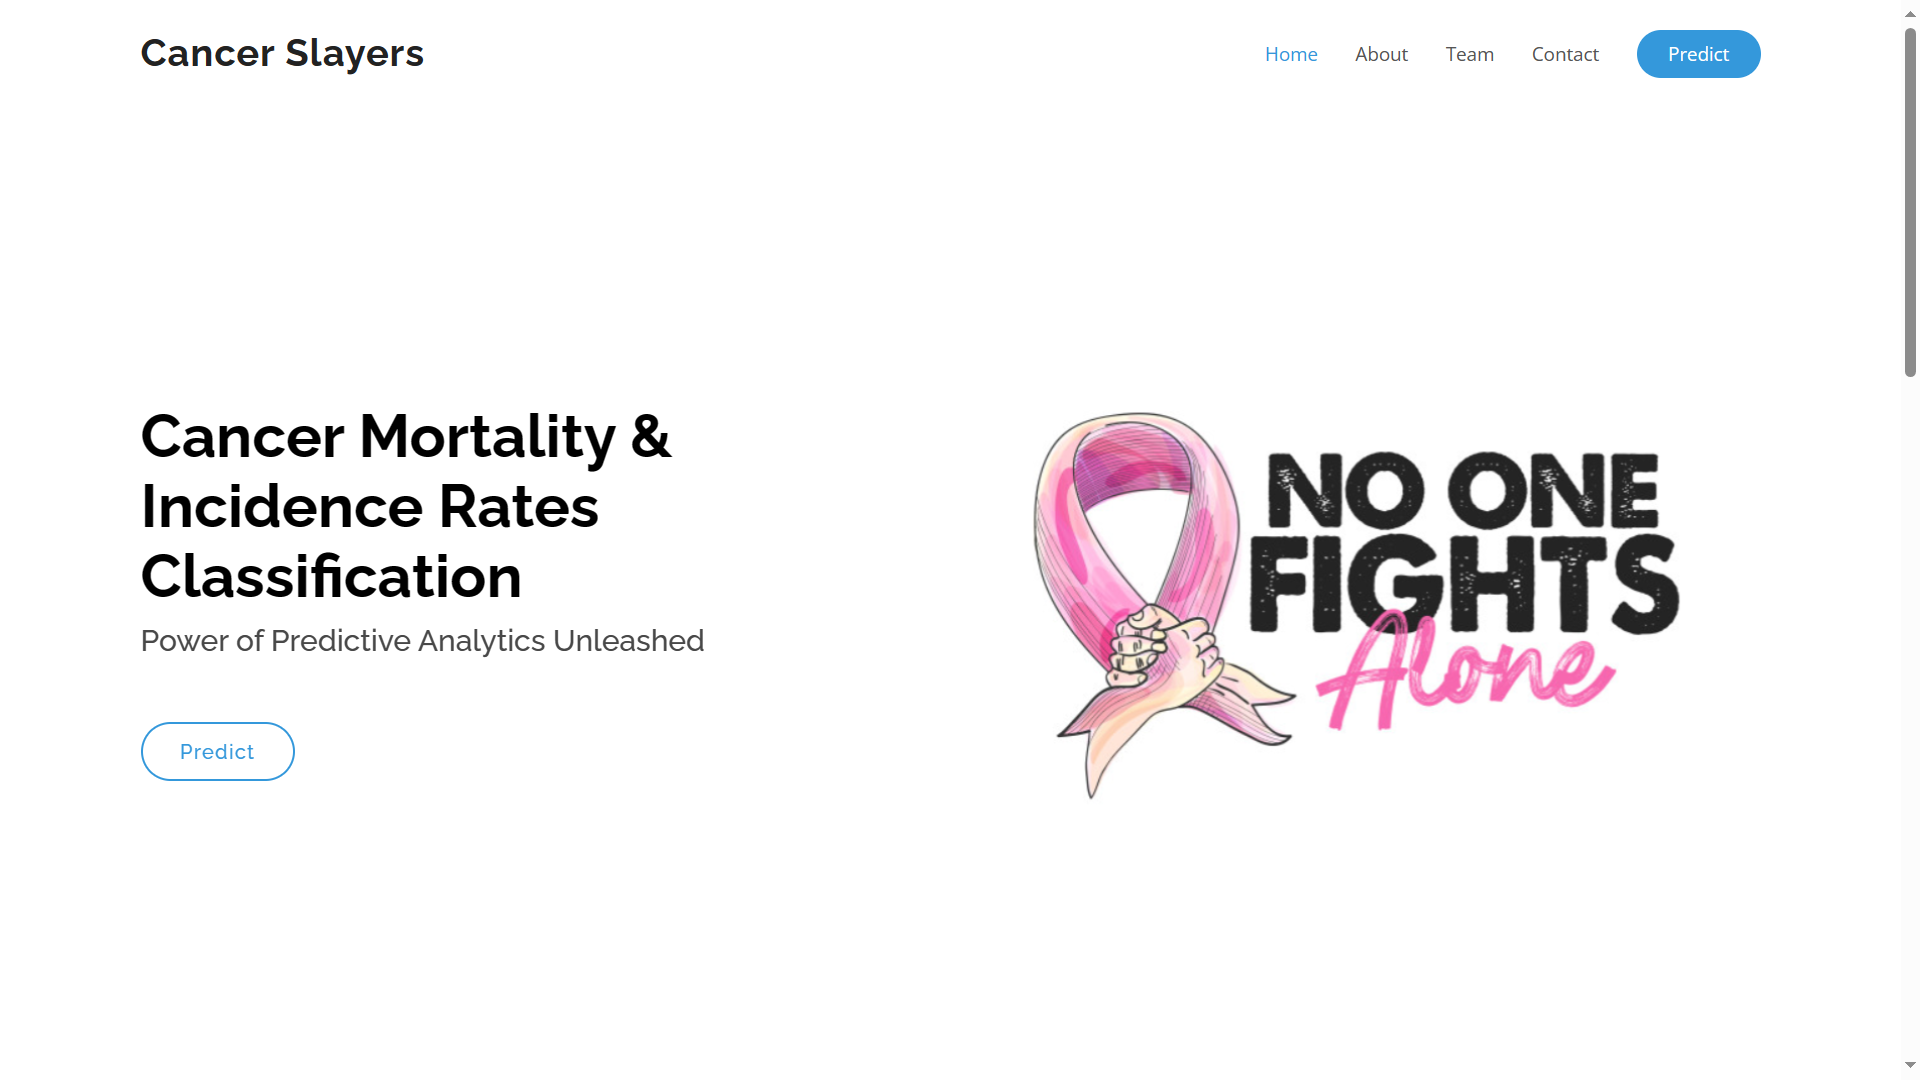 Cancer Slayers
Home
About
Team
Contact
Predict
Cancer Mortality &
Incidence Rates
Classification
Power of Predictive Analytics Unleashed
Predict
NO ONE
FIGHTS
Alone